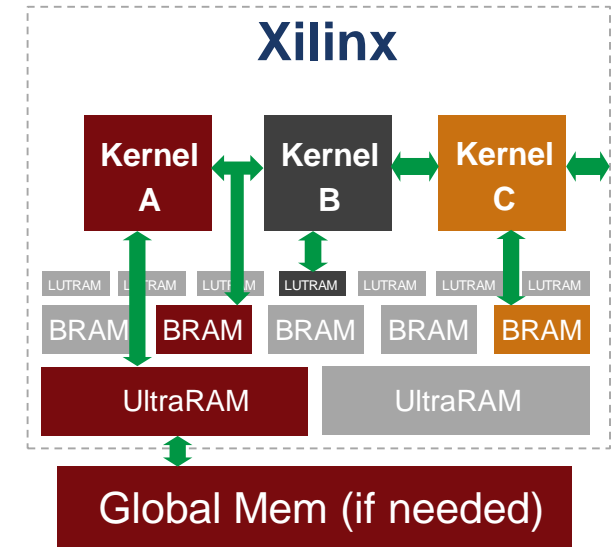 Xilinx
Kernel
A
Kernel
B
Kernel
C
LUTRAM LUTRAM LUTRAM LUTRAM LUTRAM LUTRAM LUTRAM
BRAM BRAM BRAM BRAM BRAM
UltraRAM UltraRAM
Global Mem (if needed)